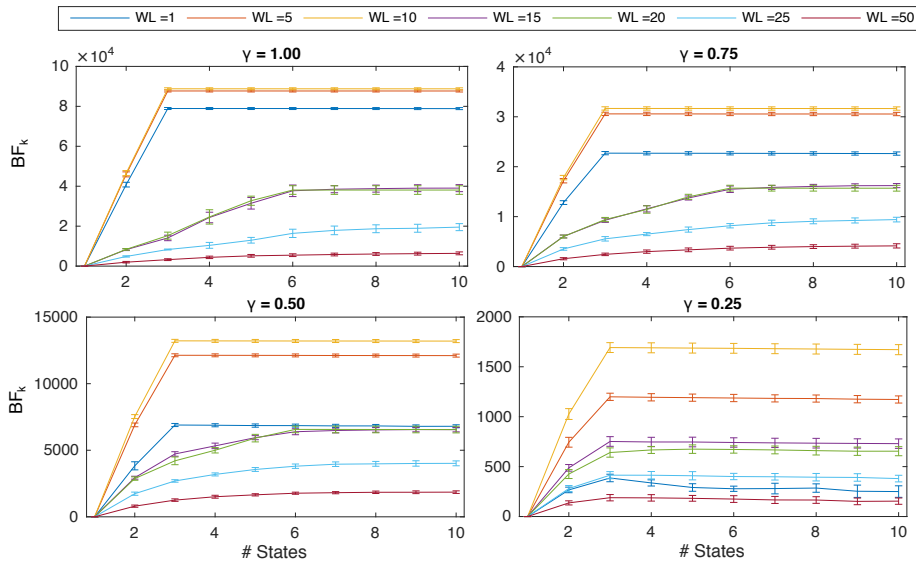 WL =1 WL =5 WL =10 WL =15 WL =20 WL =25 WL =50
×10⁴ γ = 1.00
10
8
6
4
2
0
BFₖ
2 4 6 8 10
×10⁴ γ = 0.75
4
3
2
1
0
2 4 6 8 10
γ = 0.50
15000
10000
5000
0
BFₖ
2 4 6 8 10
# States
γ = 0.25
2000
1500
1000
500
0
2 4 6 8 10
# States